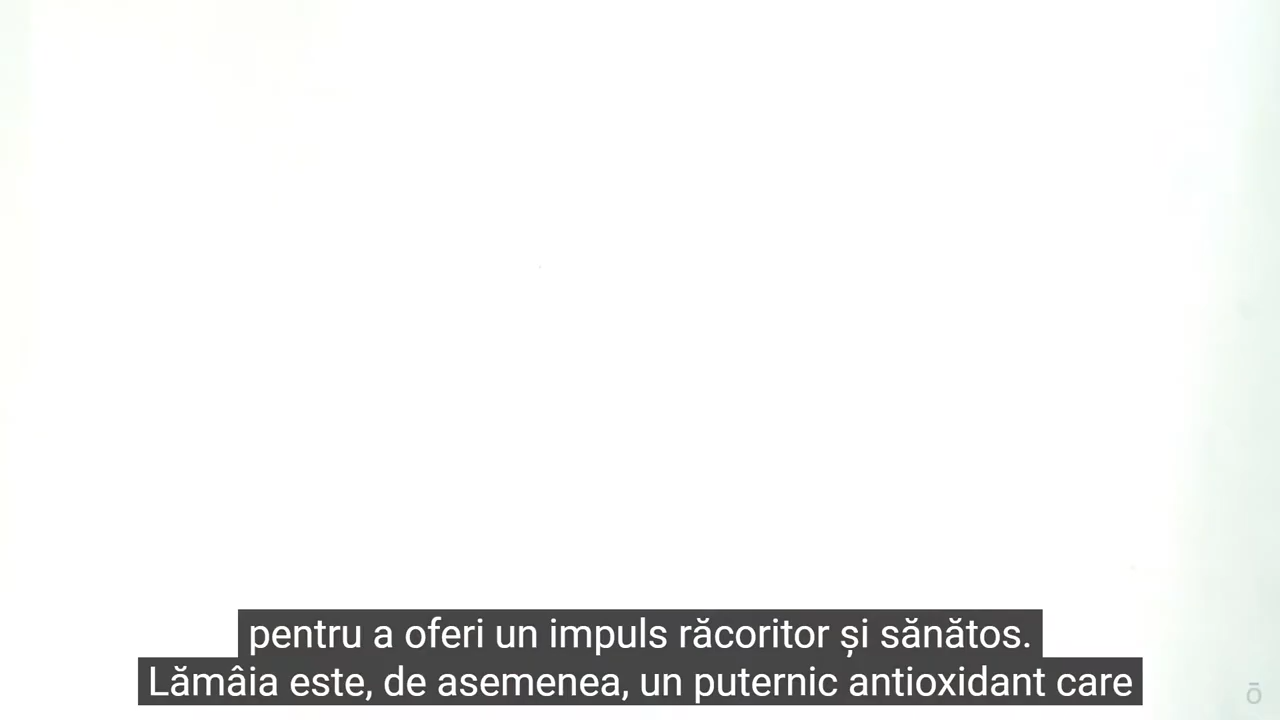 pentru a oferi un impuls răcoritor și sănătos.
Lămâia este, de asemenea, un puternic antioxidant care
ō